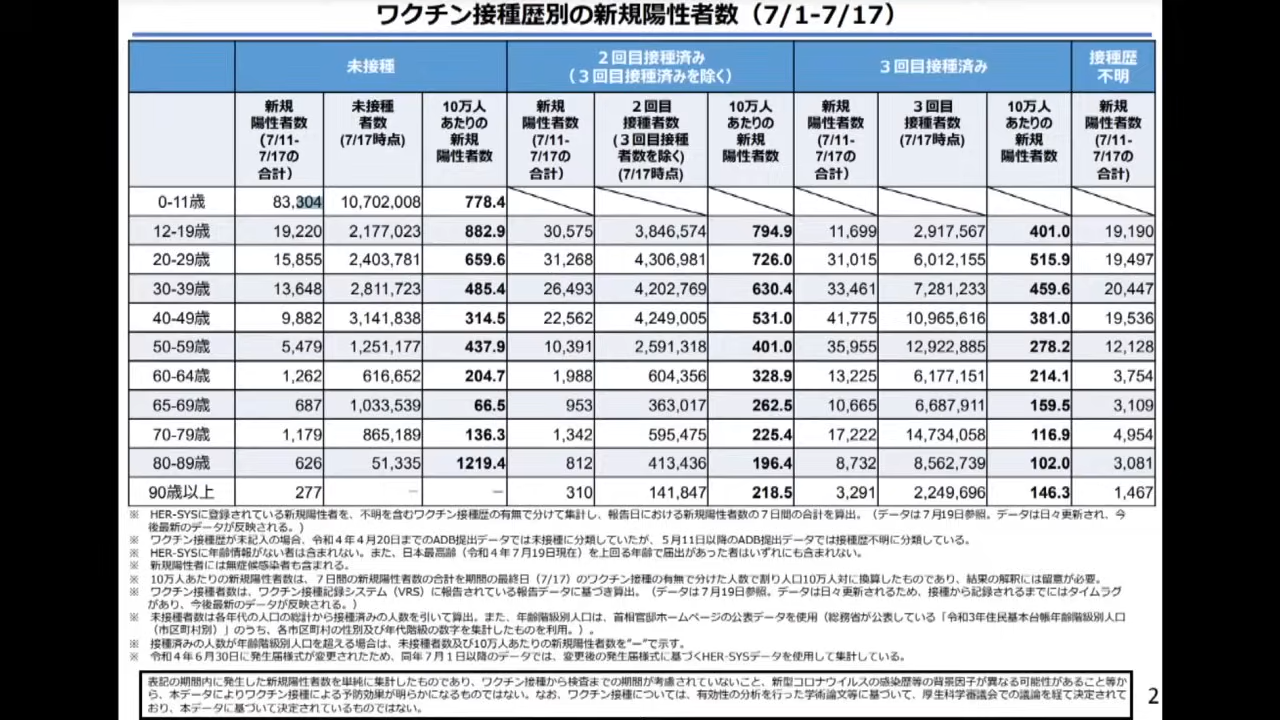 ワクチン接種歴別の新規陽性者数（7/1-7/17）
未接種 ２回目接種済み（３回目接種済みを除く） ３回目接種済み 接種歴不明
新規陽性者数(7/11-7/17の合計） 未接種者数(7/17時点) 10万人あたりの新規陽性者数 新規陽性者数(7/11-7/17の合計） ２回目接種者数(３回目接種者数を除く)(7/17時点) 10万人あたりの新規陽性者数 新規陽性者数(7/11-7/17の合計） ３回目接種者数(7/17時点) 10万人あたりの新規陽性者数 新規陽性者数(7/11-7/17の合計)
0-11歳 83,304 10,702,008 778.4
12-19歳 19,220 2,177,023 882.9 30,575 3,846,574 794.9 11,699 2,917,567 401.0 19,190
20-29歳 15,855 2,403,781 659.6 31,268 4,306,981 726.0 31,015 6,012,155 515.9 19,497
30-39歳 13,648 2,811,723 485.4 26,493 4,202,769 630.4 33,461 7,281,233 459.6 20,447
40-49歳 9,882 3,141,838 314.5 22,562 4,249,005 531.0 41,775 10,965,616 381.0 19,536
50-59歳 5,479 1,251,177 437.9 10,391 2,591,318 401.0 35,955 12,922,885 278.2 12,128
60-64歳 1,262 616,652 204.7 1,988 604,356 328.9 13,225 6,177,151 214.1 3,754
65-69歳 687 1,033,539 66.5 953 363,017 262.5 10,665 6,687,911 159.5 3,109
70-79歳 1,179 865,189 136.3 1,342 595,475 225.4 17,222 14,734,058 116.9 4,954
80-89歳 626 51,335 1219.4 812 413,436 196.4 8,732 8,562,739 102.0 3,081
90歳以上 277 － － 310 141,847 218.5 3,291 2,249,696 146.3 1,467
※ HER-SYSに登録されている新規陽性者を、不明を含むワクチン接種歴の有無で分けて集計し、報告日における新規陽性者数の７日間の合計を算出。（データは７月19日参照。データは日々更新され、今
後最新のデータが反映される。）
※ ワクチン接種歴が未記入の場合、令和４年４月20日までのADB提出データでは未接種に分類していたが、５月11日以降のADB提出データでは接種歴不明に分類している。
※ HER-SYSに年齢情報がない者は含まれない。また、日本最高齢（令和４年７月19日現在）を上回る年齢で届出があった者はいずれにも含まれない。
※ 新規陽性者には無症候感染者も含まれる。
※ 10万人あたりの新規陽性者数は、７日間の新規陽性者数の合計を期間の最終日（7/17）のワクチン接種の有無で分けた人数で割り人口10万人対に換算したものであり、結果の解釈には留意が必要。
※ ワクチン接種者数は、ワクチン接種記録システム（VRS）に報告されている報告データに基づき算出。（データは７月19日参照。データは日々更新されるため、接種から記録されるまでにはタイムラグ
があり、今後最新のデータが反映される。）
※ 未接種者数は各年代の人口の総計から接種済みの人数を引いて算出。また、年齢階級別人口は、首相官邸ホームページの公表データを使用（総務省が公表している「令和3年住民基本台帳年齢階級別人口
（市区町村別）」のうち、各市区町村の性別及び年代階級の数字を集計したものを利用。）。
※ 接種済みの人数が年齢階級別人口を超える場合は、未接種者数及び10万人あたりの新規陽性者数を"ー"で示す。
※ 令和４年６月30日に発生届様式が変更されたため、同年７月１日以降のデータでは、変更後の発生届様式に基づくHER-SYSデータを使用して集計している。
表記の期間内に発生した新規陽性者数を単純に集計したものであり、ワクチン接種から検査までの期間が考慮されていないこと、新型コロナウイルスの感染歴等の背景因子が異なる可能性があること等か
ら、本データによりワクチン接種による予防効果が明らかになるものではない。なお、ワクチン接種については、有効性の分析を行った学術論文等に基づいて、厚生科学審議会での議論を経て決定されて
おり、本データに基づいて決定されているものではない。
2